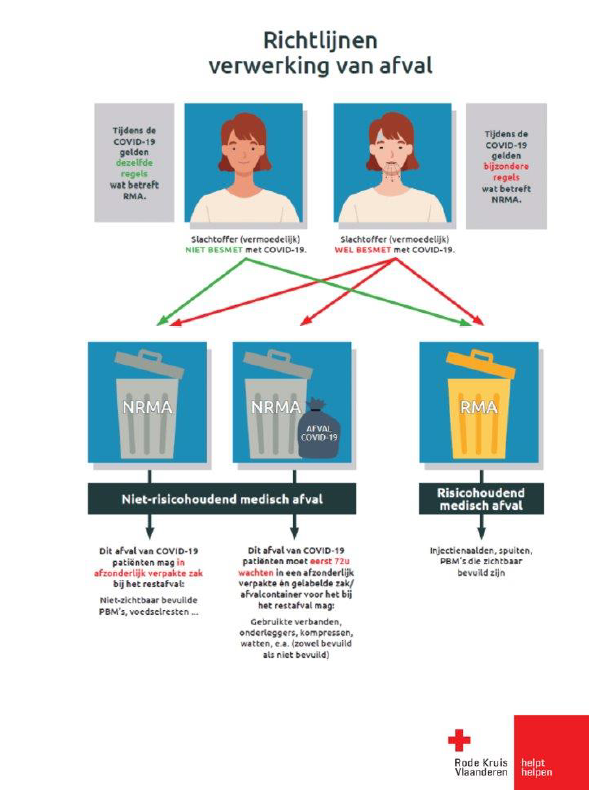 Richtlijnen
verwerking van afval
Tijdens de
COVID-19
gelden
dezelfde
regels
wat betreft
RMA.
Tijdens de
COVID-19
gelden
bijzondere
regels
wat betreft
NRMA.
Slachtoffer (vermoedelijk)
NIET BESMET met COVID-19.
Slachtoffer (vermoedelijk)
WEL BESMET met COVID-19.
NRMA
NRMA
AFVAL
COVID-19
RMA
Niet-risicohoudend medisch afval
Risicohoudend
medisch afval
Dit afval van COVID-19
patiënten mag in
afzonderlijk verpakte zak
bij het restafval:
Niet-zichtbaar bevuilde
PBM's, voedselresten ...
Dit afval van COVID-19
patiënten moet eerst 72u
wachten in een afzonderlijk
verpakte én gelabelde zak/
afvalcontainer voor het bij
het restafval mag:
Gebruikte verbanden,
onderleggers, kompressen,
watten, e.a. (zowel bevuild
als niet bevuild)
Injectienaalden, spuiten,
PBM's die zichtbaar
bevuild zijn
Rode Kruis
Vlaanderen
helpt
helpen